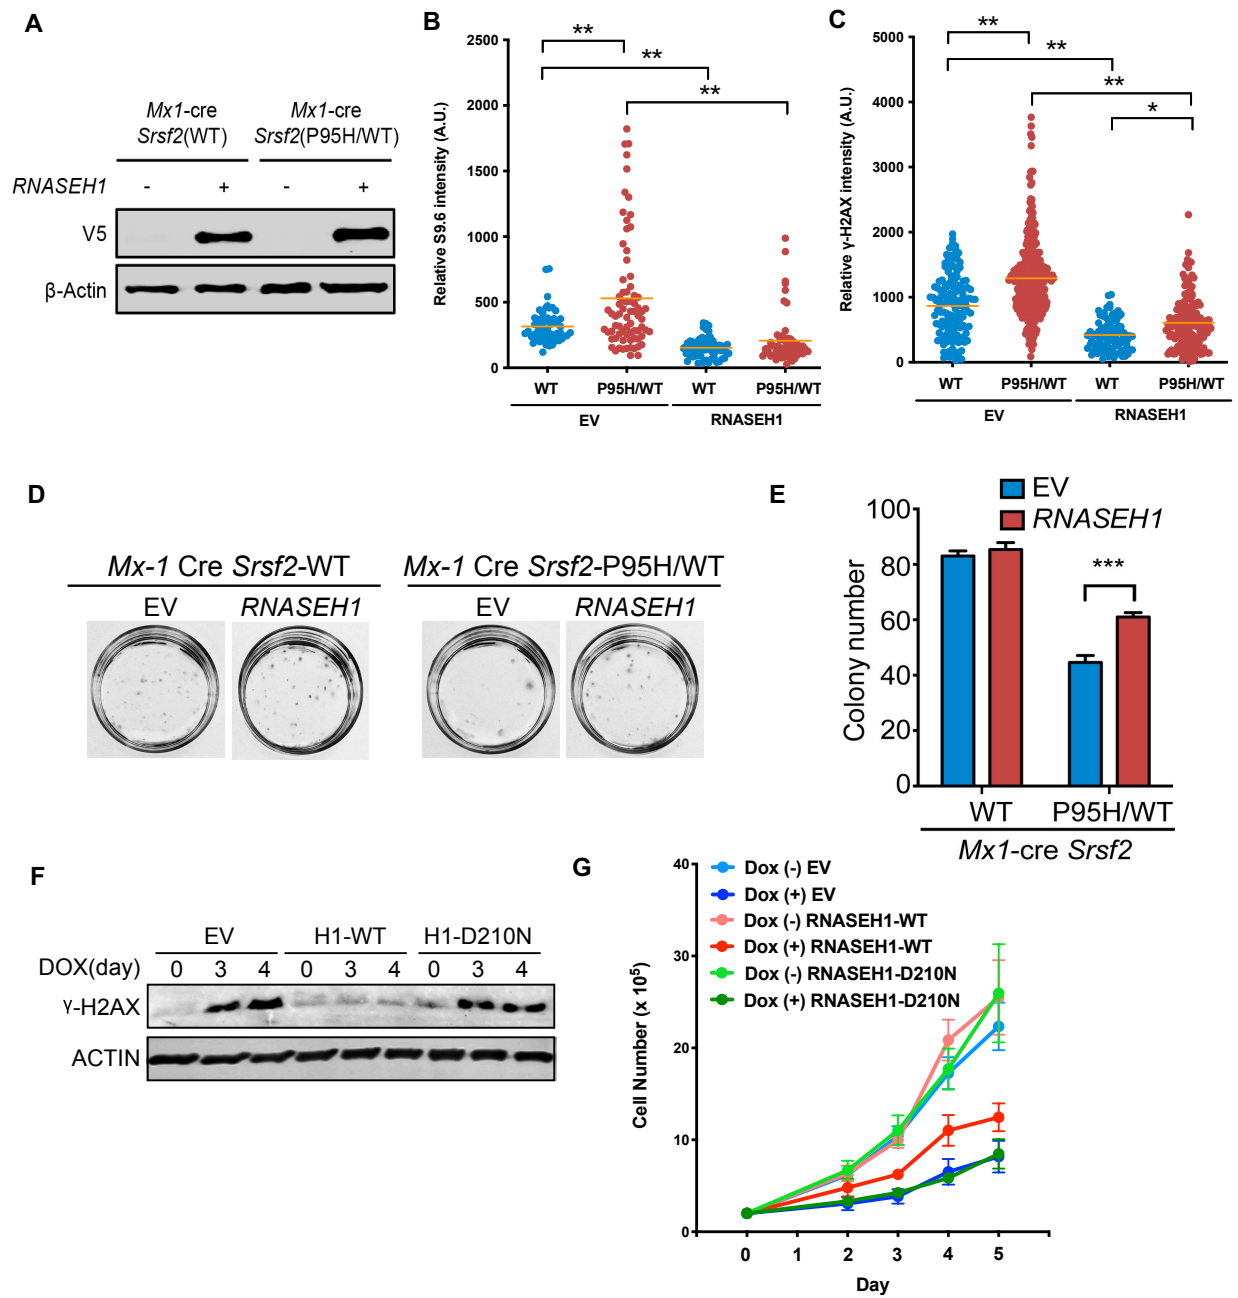 A
Mx1-cre Mx1-cre
Srsf2(WT) Srsf2(P95H/WT)
RNASEH1 - + - +
V5
β-Actin
B
Relative S9.6 intensity (A.U.)
2500
2000
1500
1000
500
0
** ** **
WT P95H/WT WT P95H/WT
EV RNASEH1
C
Relative γ-H2AX intensity (A.U.)
5000
4000
3000
2000
1000
0
** ** ** *
WT P95H/WT WT P95H/WT
EV RNASEH1
D
Mx-1 Cre Srsf2-WT Mx-1 Cre Srsf2-P95H/WT
EV RNASEH1 EV RNASEH1
E
EV
RNASEH1
Colony number
100
80
60
40
20
0
***
WT P95H/WT
Mx1-cre Srsf2
F
EV H1-WT H1-D210N
DOX(day) 0 3 4 0 3 4 0 3 4
γ-H2AX
ACTIN
G
Dox (-) EV
Dox (+) EV
Dox (-) RNASEH1-WT
Dox (+) RNASEH1-WT
Dox (-) RNASEH1-D210N
Dox (+) RNASEH1-D210N
Cell Number (x 10⁵)
40
30
20
10
0
0 1 2 3 4 5
Day